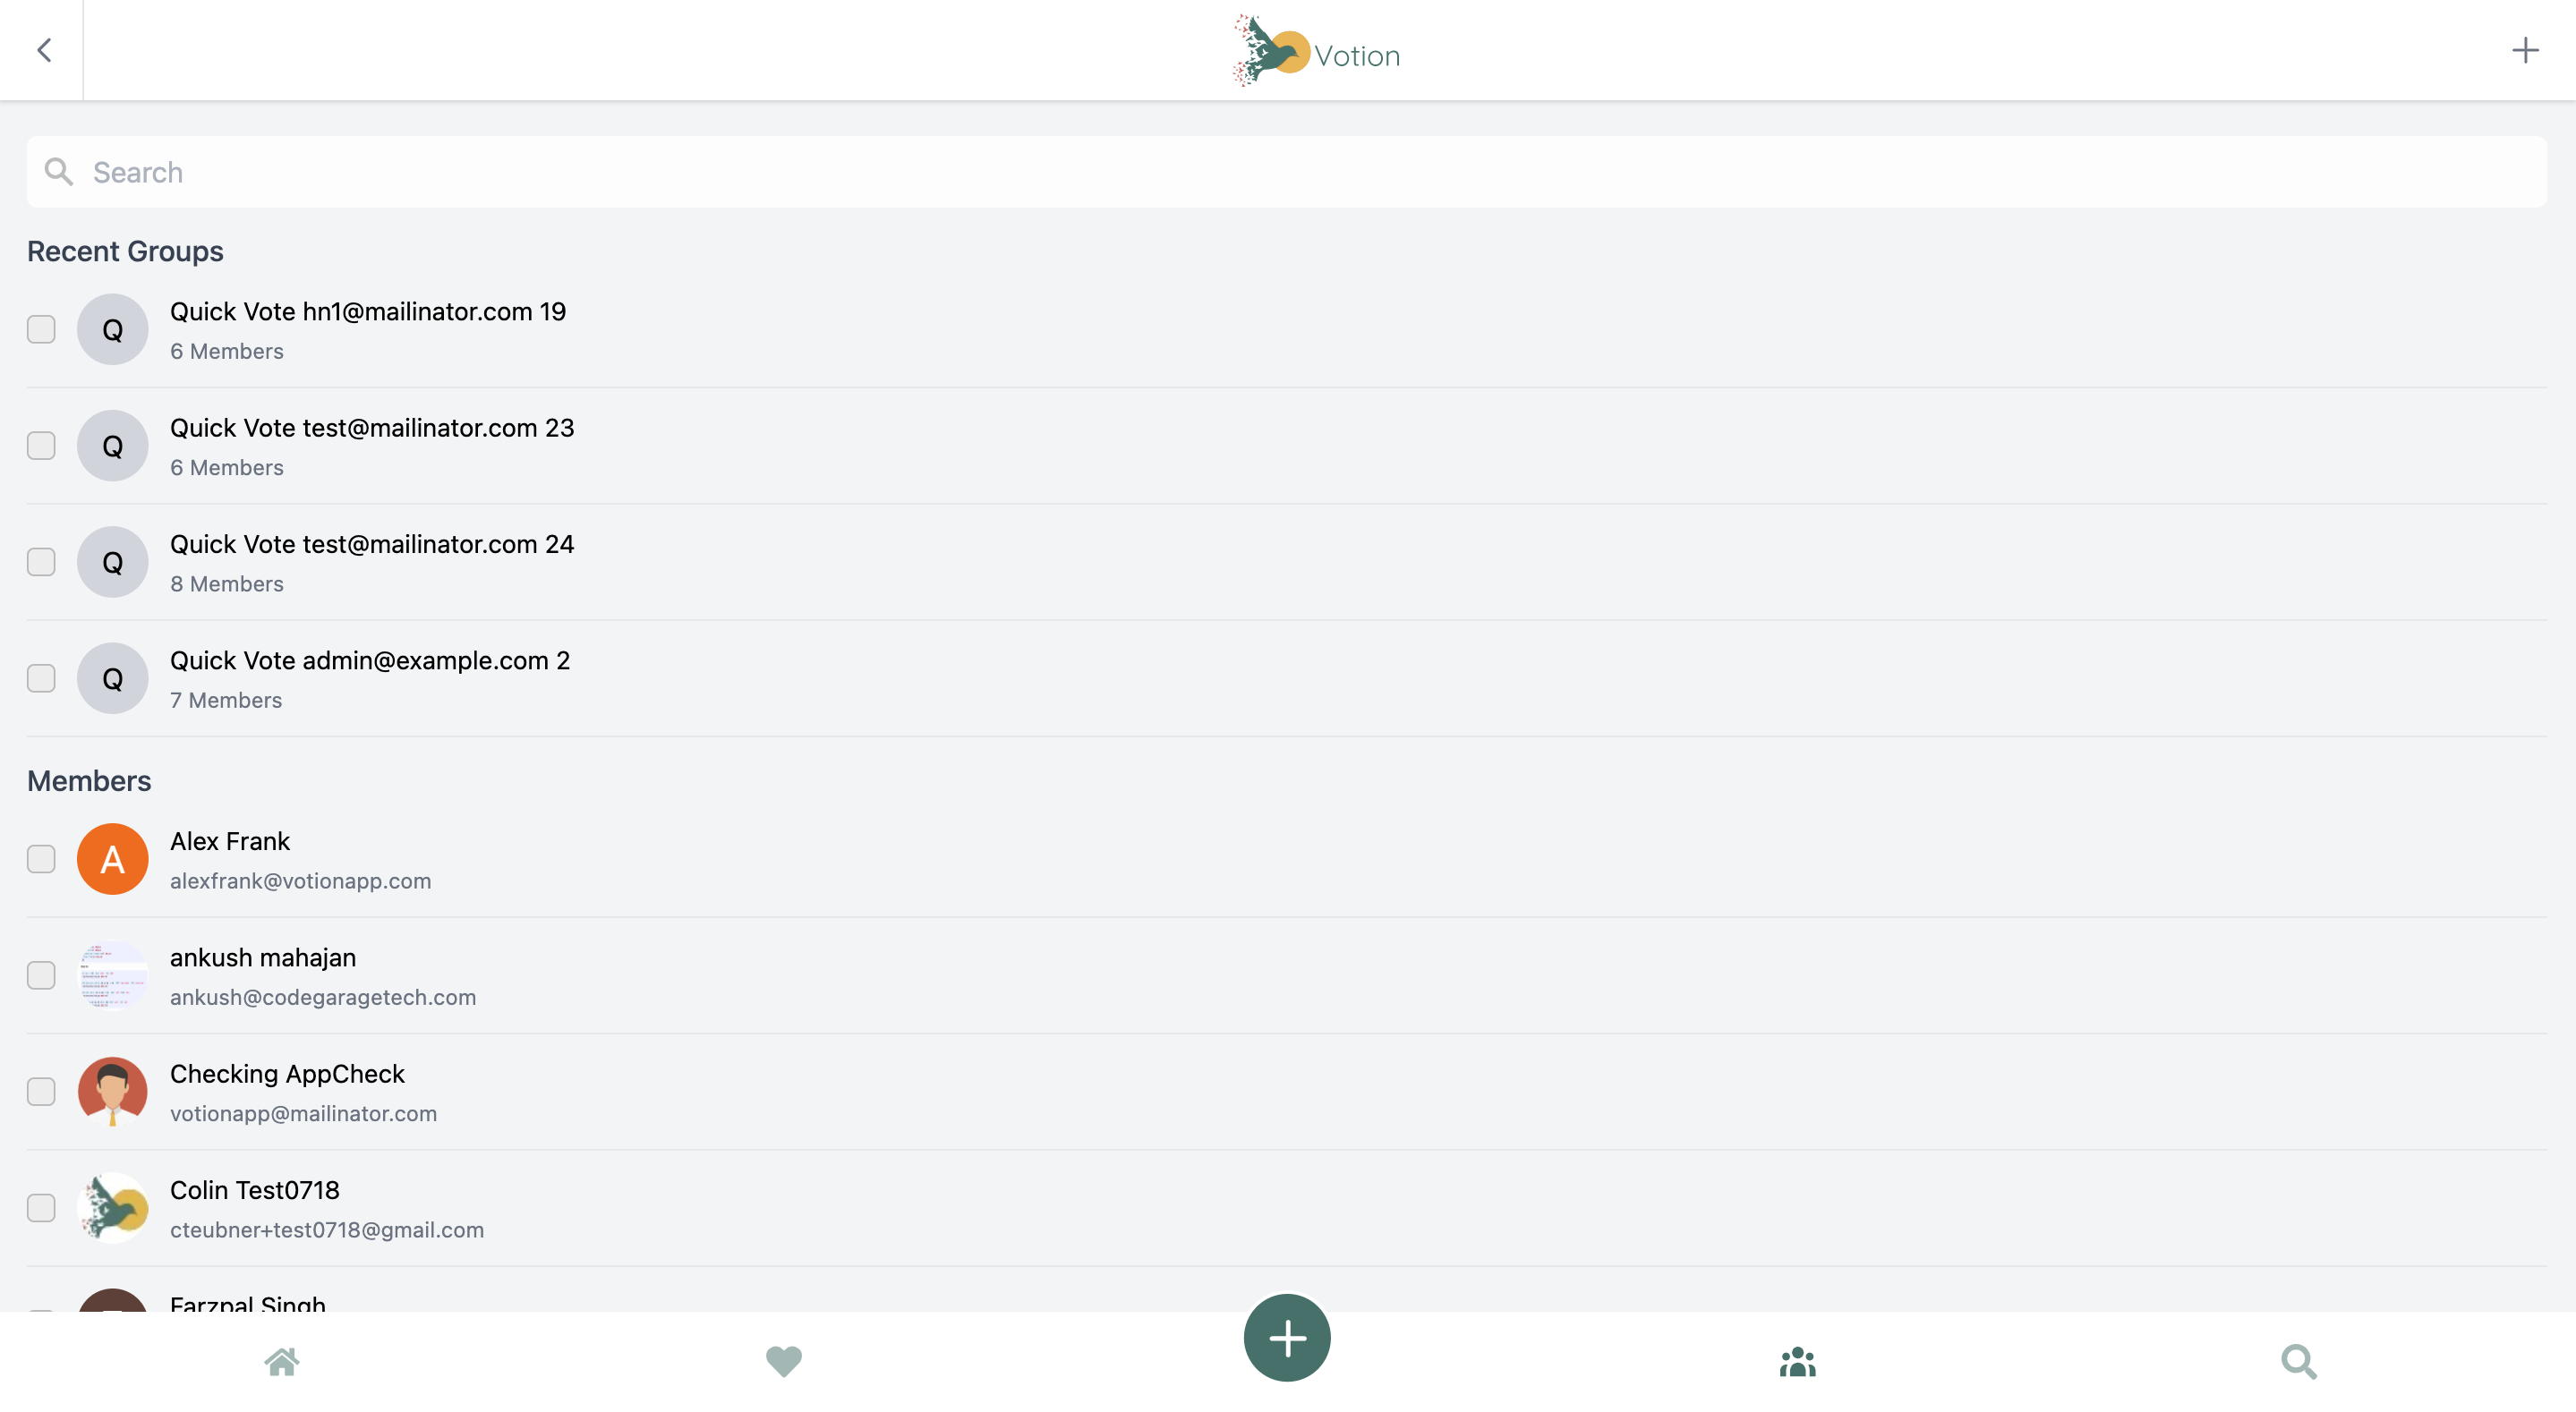 Votion
Search
Recent Groups
Q
Quick Vote hn1@mailinator.com 19
6 Members
Q
Quick Vote test@mailinator.com 23
6 Members
Q
Quick Vote test@mailinator.com 24
8 Members
Q
Quick Vote admin@example.com 2
7 Members
Members
A
Alex Frank
alexfrank@votionapp.com
ankush mahajan
ankush@codegaragetech.com
Checking AppCheck
votionapp@mailinator.com
Colin Test0718
cteubner+test0718@gmail.com
Farzpal Singh